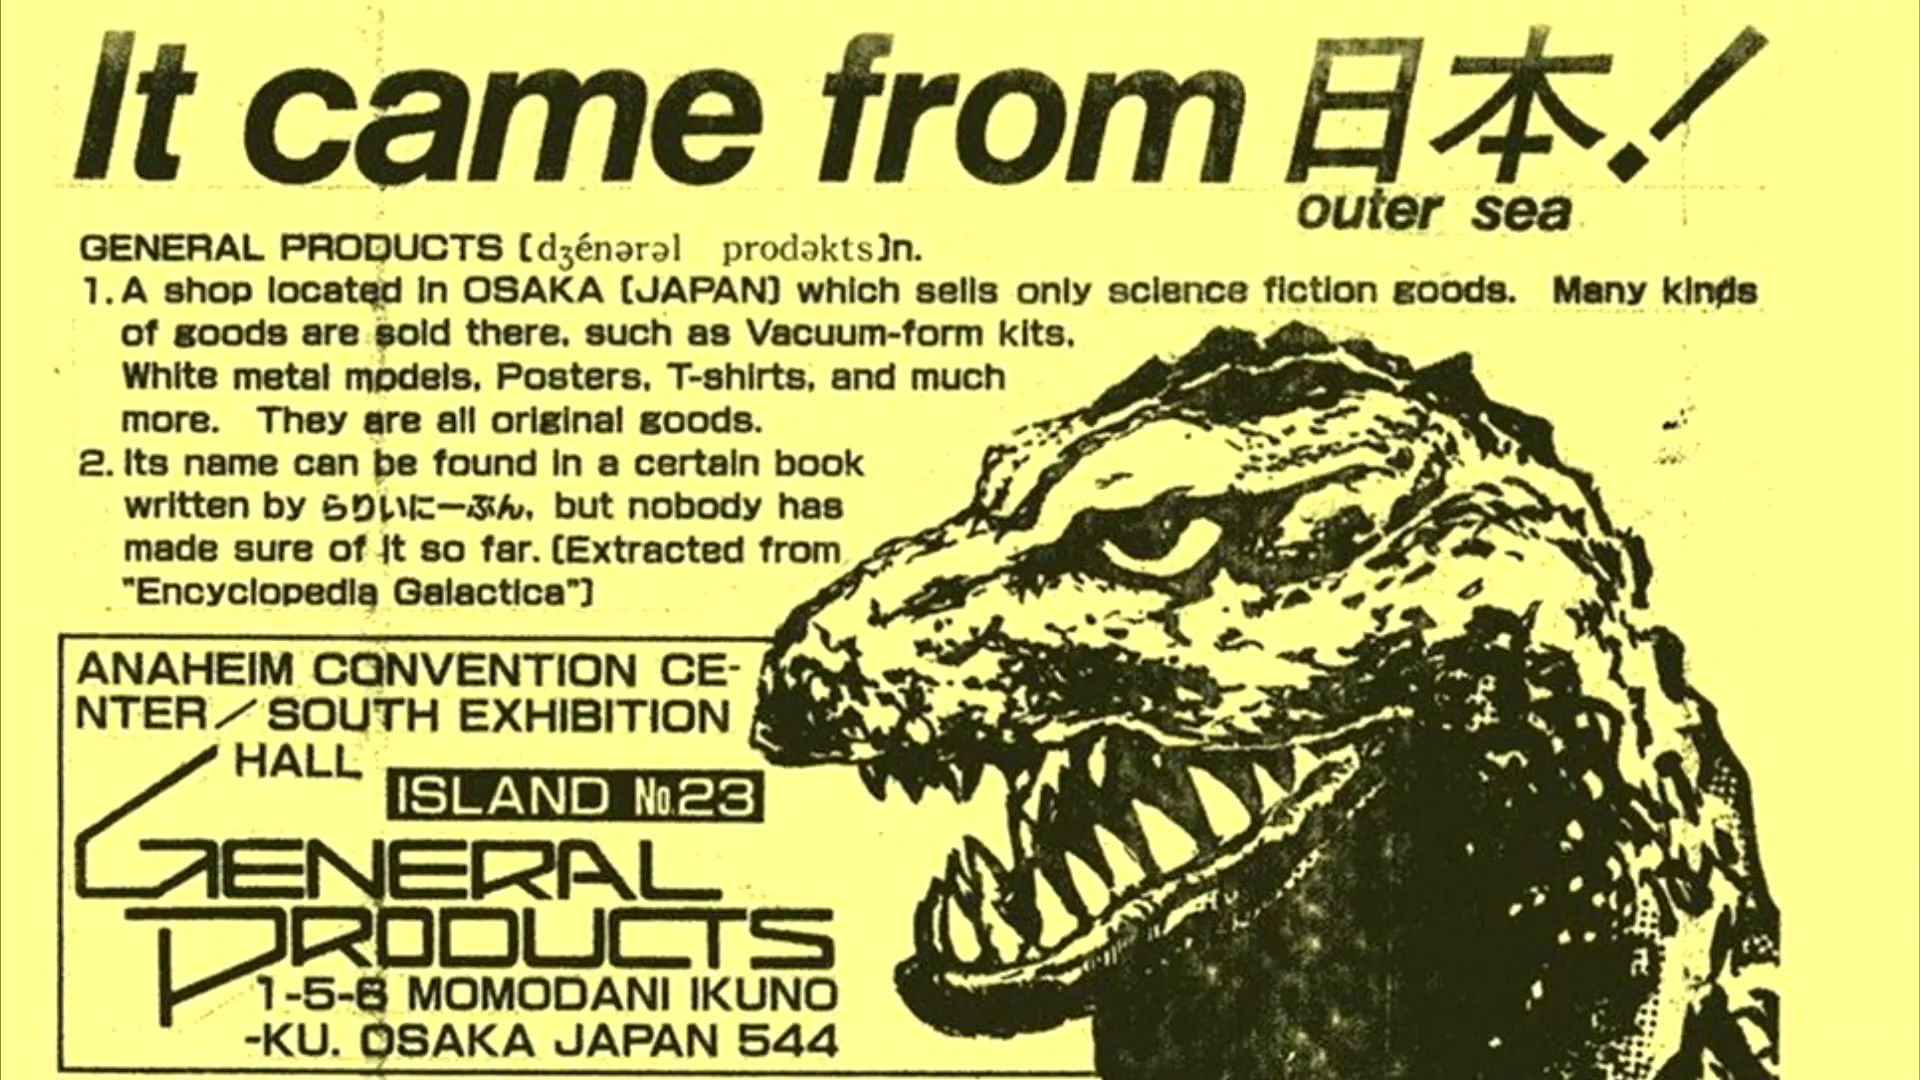 It came from 日本!
outer sea
GENERAL PRODUCTS [dʒénərəl prodəkts]n.
1. A shop located in OSAKA (JAPAN) which sells only science fiction goods. Many kinds
of goods are sold there, such as Vacuum-form kits,
White metal models, Posters, T-shirts, and much
more. They are all original goods.
2. Its name can be found in a certain book
written by らりいにーぶん, but nobody has
made sure of it so far. (Extracted from
"Encyclopedia Galactica")
ANAHEIM CONVENTION CE-
NTER/SOUTH EXHIBITION
HALL
ISLAND No.23
GENERAL
PRODUCTS
1-5-6 MOMODANI IKUNO
-KU. OSAKA JAPAN 544